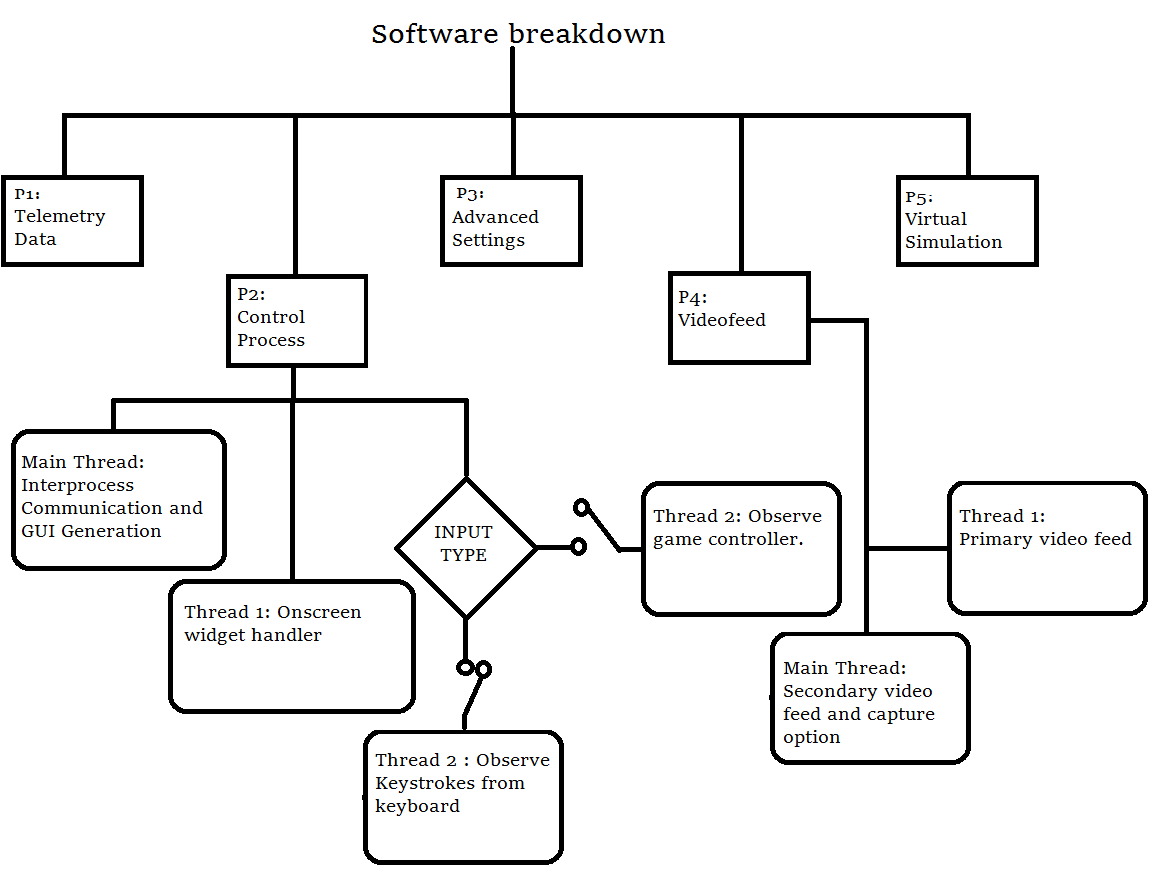 Software breakdown
P1:
Telemetry
Data
P3:
Advanced
Settings
P5:
Virtual
Simulation
P2:
Control
Process
P4:
Videofeed
Main Thread:
Interprocess
Communication and
GUI Generation
INPUT
TYPE
Thread 2: Observe
game controller.
Thread 1:
Primary video feed
Thread 1: Onscreen
widget handler
Main Thread:
Secondary video
feed and capture
option
Thread 2 : Observe
Keystrokes from
keyboard